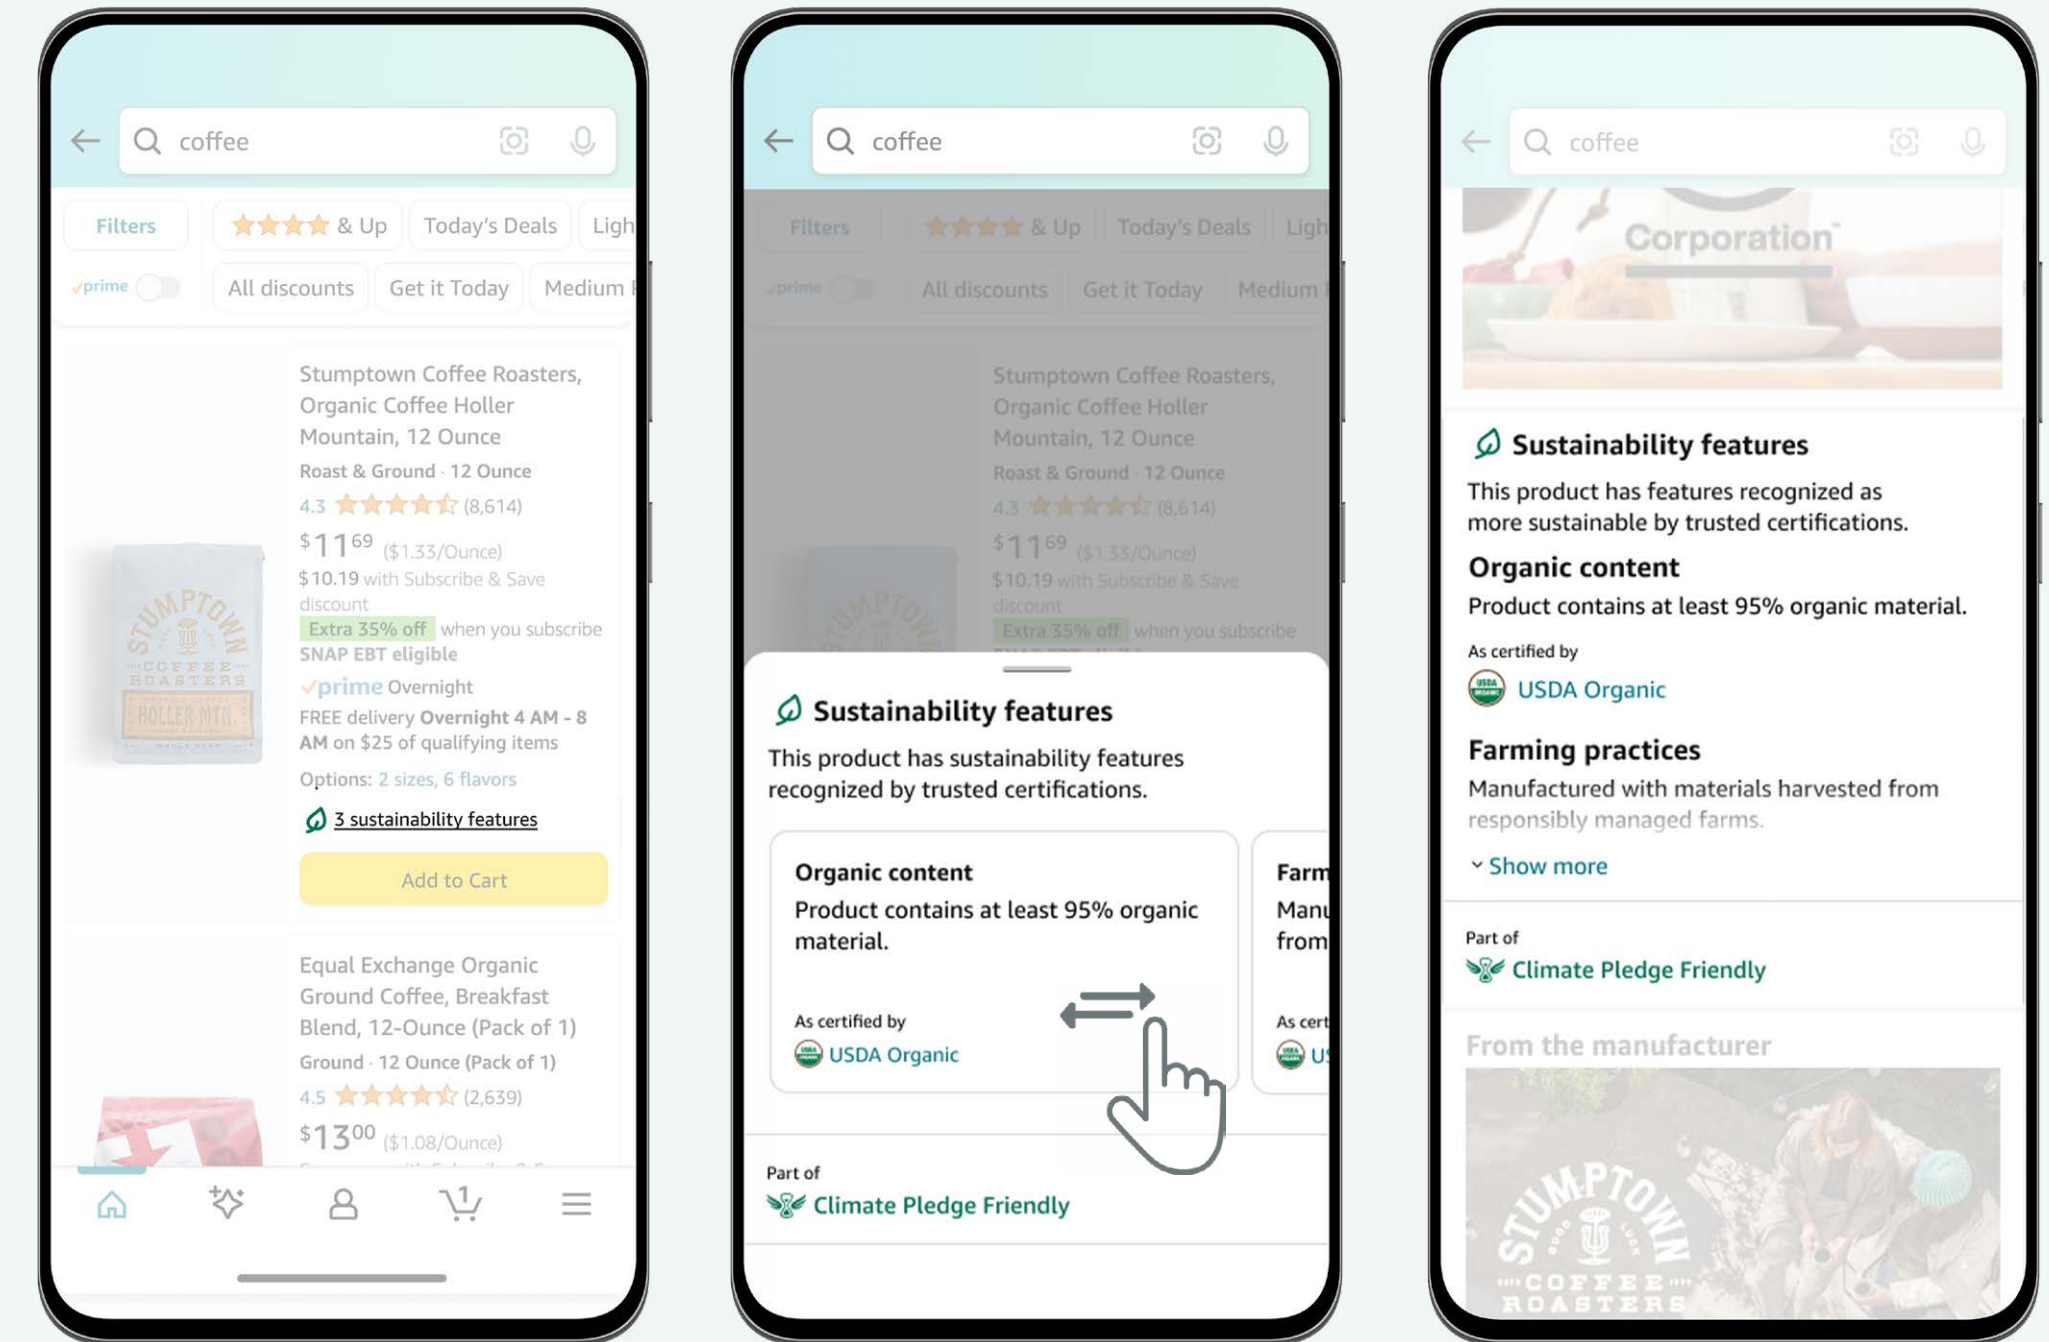 coffee
Filters
& Up
Today's Deals
Ligh
prime
All discounts
Get it Today
Medium
Stumptown Coffee Roasters,
Organic Coffee Holler
Mountain, 12 Ounce
Roast & Ground · 12 Ounce
4.3 (8,614)
$11 69 ($1.33/Ounce)
$10.19 with Subscribe & Save
discount
Extra 35% off when you subscribe
SNAP EBT eligible
prime Overnight
FREE delivery Overnight 4 AM - 8
AM on $25 of qualifying items
Options: 2 sizes, 6 flavors
3 sustainability features
Add to Cart
STUMPTOWN
COFFEE
ROASTERS
HOLLER MTN.
Equal Exchange Organic
Ground Coffee, Breakfast
Blend, 12-Ounce (Pack of 1)
Ground · 12 Ounce (Pack of 1)
4.5 (2,639)
$13 00 ($1.08/Ounce)
1
coffee
Filters
& Up
Today's Deals
Ligh
prime
All discounts
Get it Today
Medium
Stumptown Coffee Roasters,
Organic Coffee Holler
Mountain, 12 Ounce
Roast & Ground · 12 Ounce
4.3 (8,614)
$11 69 ($1.33/Ounce)
$10.19 with Subscribe & Save
discount
Extra 35% off when you subscribe
Sustainability features
This product has sustainability features
recognized by trusted certifications.
Organic content
Product contains at least 95% organic
material.
As certified by
USDA Organic
Farm
Manu
from
As cert
Part of
Climate Pledge Friendly
coffee
Corporation™
Sustainability features
This product has features recognized as
more sustainable by trusted certifications.
Organic content
Product contains at least 95% organic material.
As certified by
USDA ORGANIC
USDA Organic
Farming practices
Manufactured with materials harvested from
responsibly managed farms.
Show more
Part of
Climate Pledge Friendly
From the manufacturer
STUMPTOWN
GOOD LUCK
COFFEE
ROASTERS